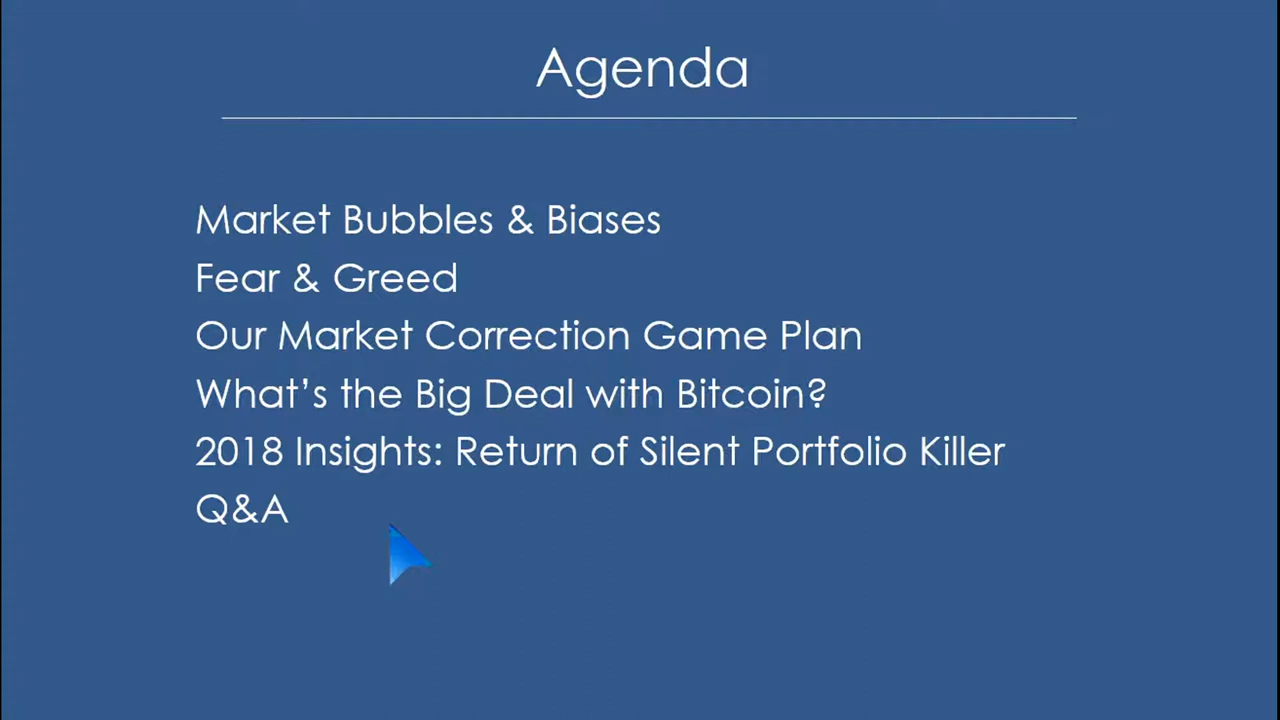 Agenda
Market Bubbles & Biases
Fear & Greed
Our Market Correction Game Plan
What’s the Big Deal with Bitcoin?
2018 Insights: Return of Silent Portfolio Killer
Q&A